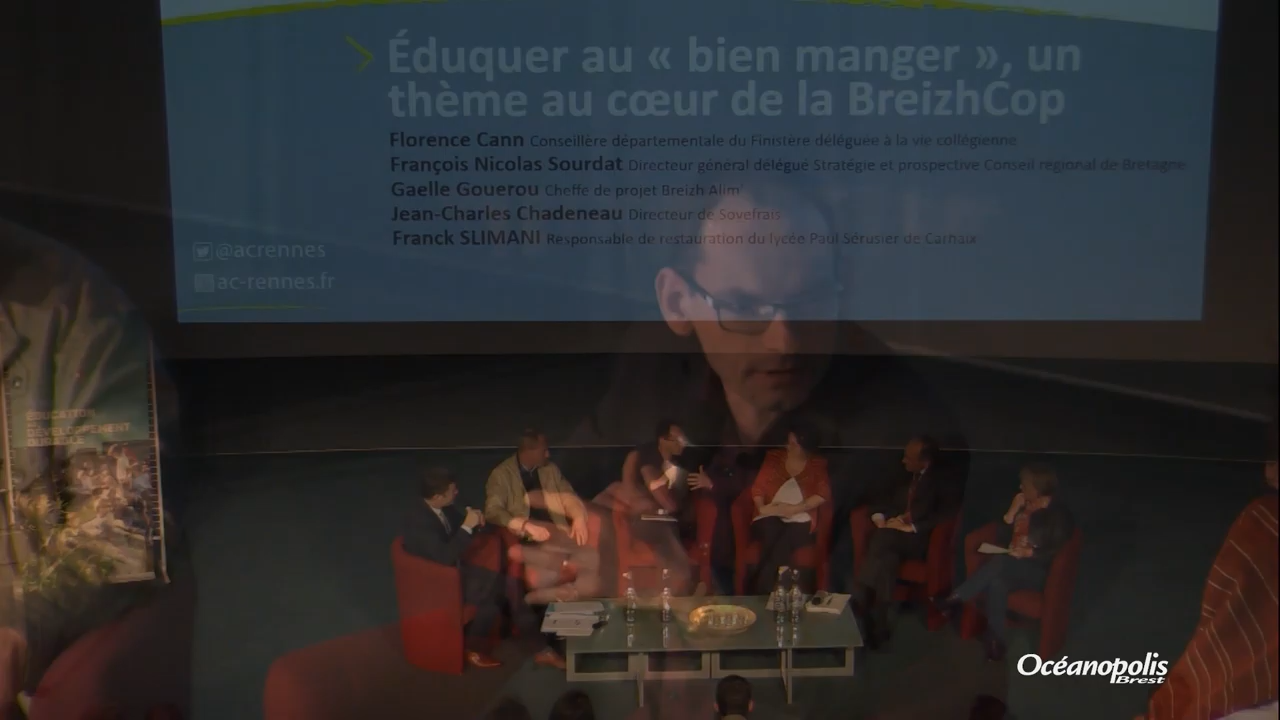 Éduquer au « bien manger », un
thème au cœur de la BreizhCop
Florence Cann Conseillère départementale du Finistère déléguée à la vie collégienne
François Nicolas Sourdat Directeur général délégué Stratégie et prospective Conseil regional de Bretagne
Gaelle Gouerou Cheffe de projet Breizh Alim'
Jean-Charles Chadeneau Directeur de Sovefrais
Franck SLIMANI Responsable de restauration du lycée Paul Sérusier de Carhaix
@acrennes
ac-rennes.fr
ÉDUCATION
DÉVELOPPEMENT
DURABLE
Océanopolis
Brest